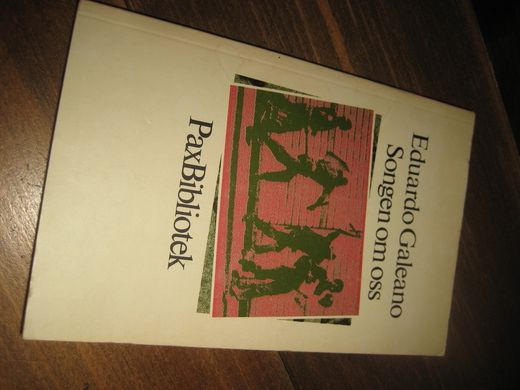 Eduardo Galeano
Songen om oss
PaxBibliotek